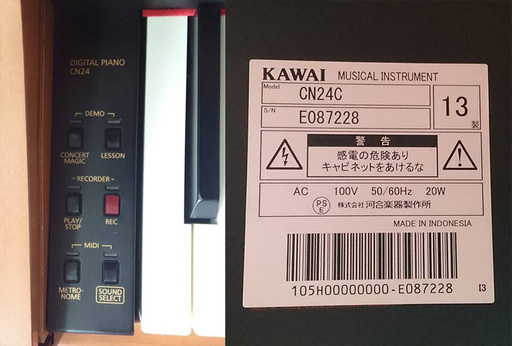 DIGITAL PIANO
CN24
DEMO
CONCERT MAGIC
LESSON
RECORDER
PLAY/STOP
REC
MIDI
METRO-NOME
SOUND SELECT
KAWAI MUSICAL INSTRUMENT
Model
CN24C
S/N
E087228
13製
警告
感電の危険あり
キャビネットをあけるな
AC 100V 50/60Hz 20W
PSE 株式会社 河合楽器製作所
MADE IN INDONESIA
105H00000000-E087228
I3